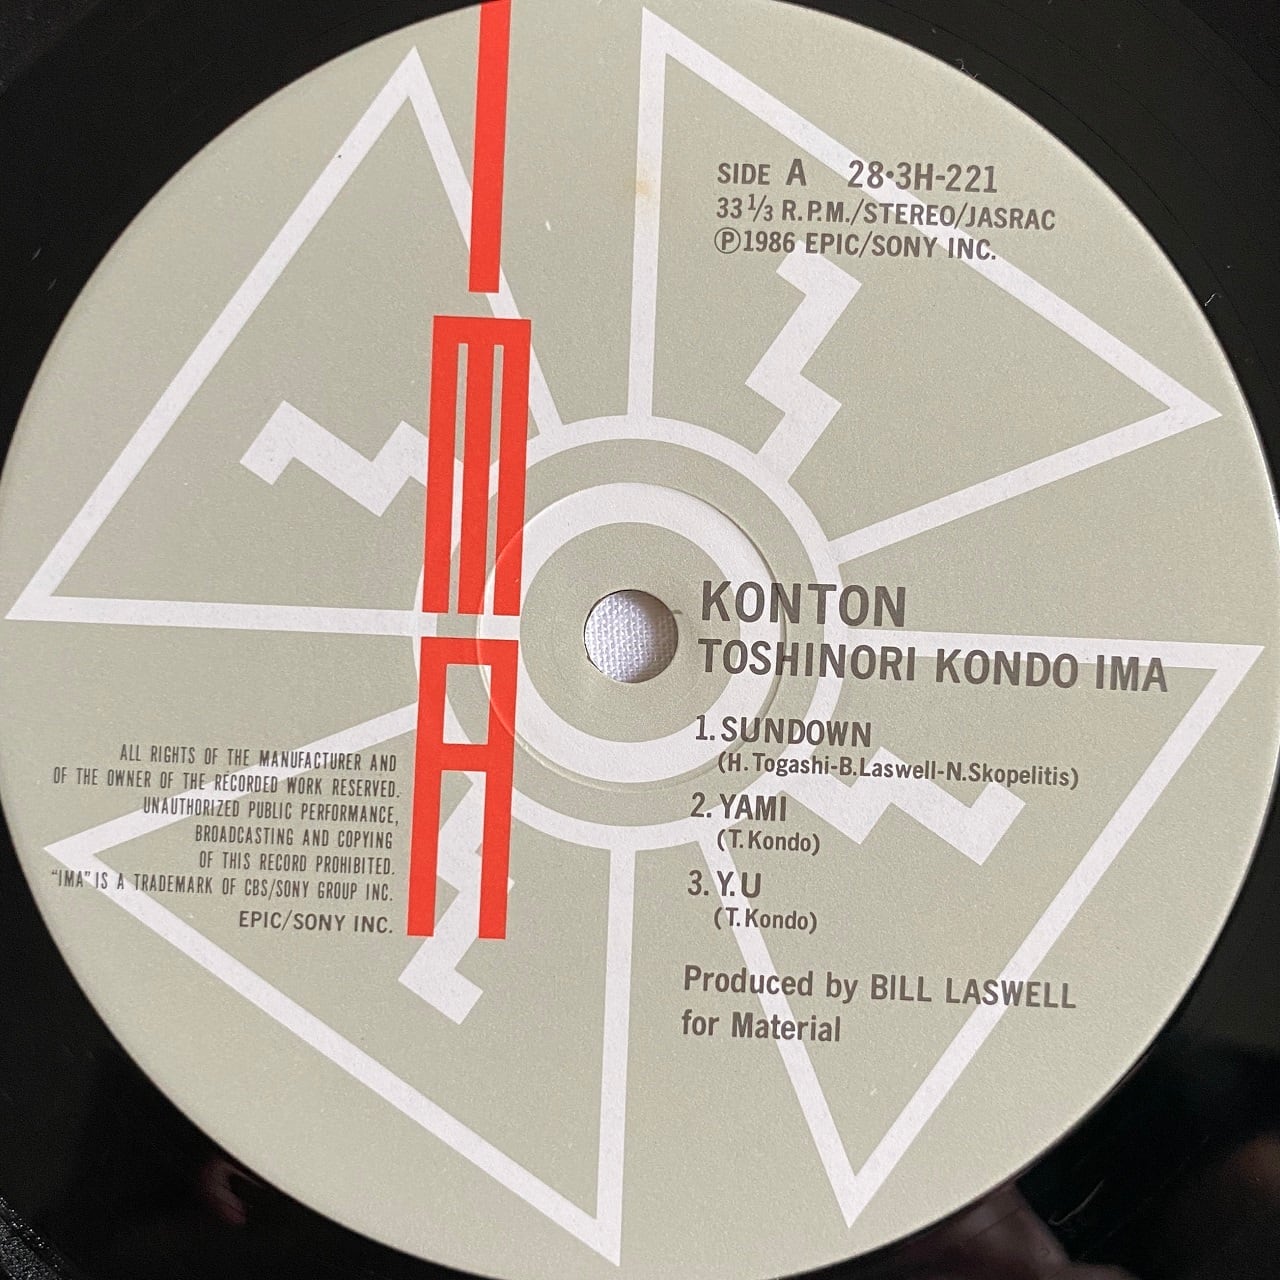 SIDE A 28・3H-221
33 1/3 R.P.M./STEREO/JASRAC
Ⓟ1986 EPIC/SONY INC.
IMA
KONTON
TOSHINORI KONDO IMA
1. SUNDOWN
(H. Togashi-B.Laswell-N.Skopelitis)
2. YAMI
(T. Kondo)
3. Y.U
(T. Kondo)
Produced by BILL LASWELL
for Material
ALL RIGHTS OF THE MANUFACTURER AND
OF THE OWNER OF THE RECORDED WORK RESERVED.
UNAUTHORIZED PUBLIC PERFORMANCE,
BROADCASTING AND COPYING
OF THIS RECORD PROHIBITED.
"IMA" IS A TRADEMARK OF CBS/SONY GROUP INC.
EPIC/SONY INC.